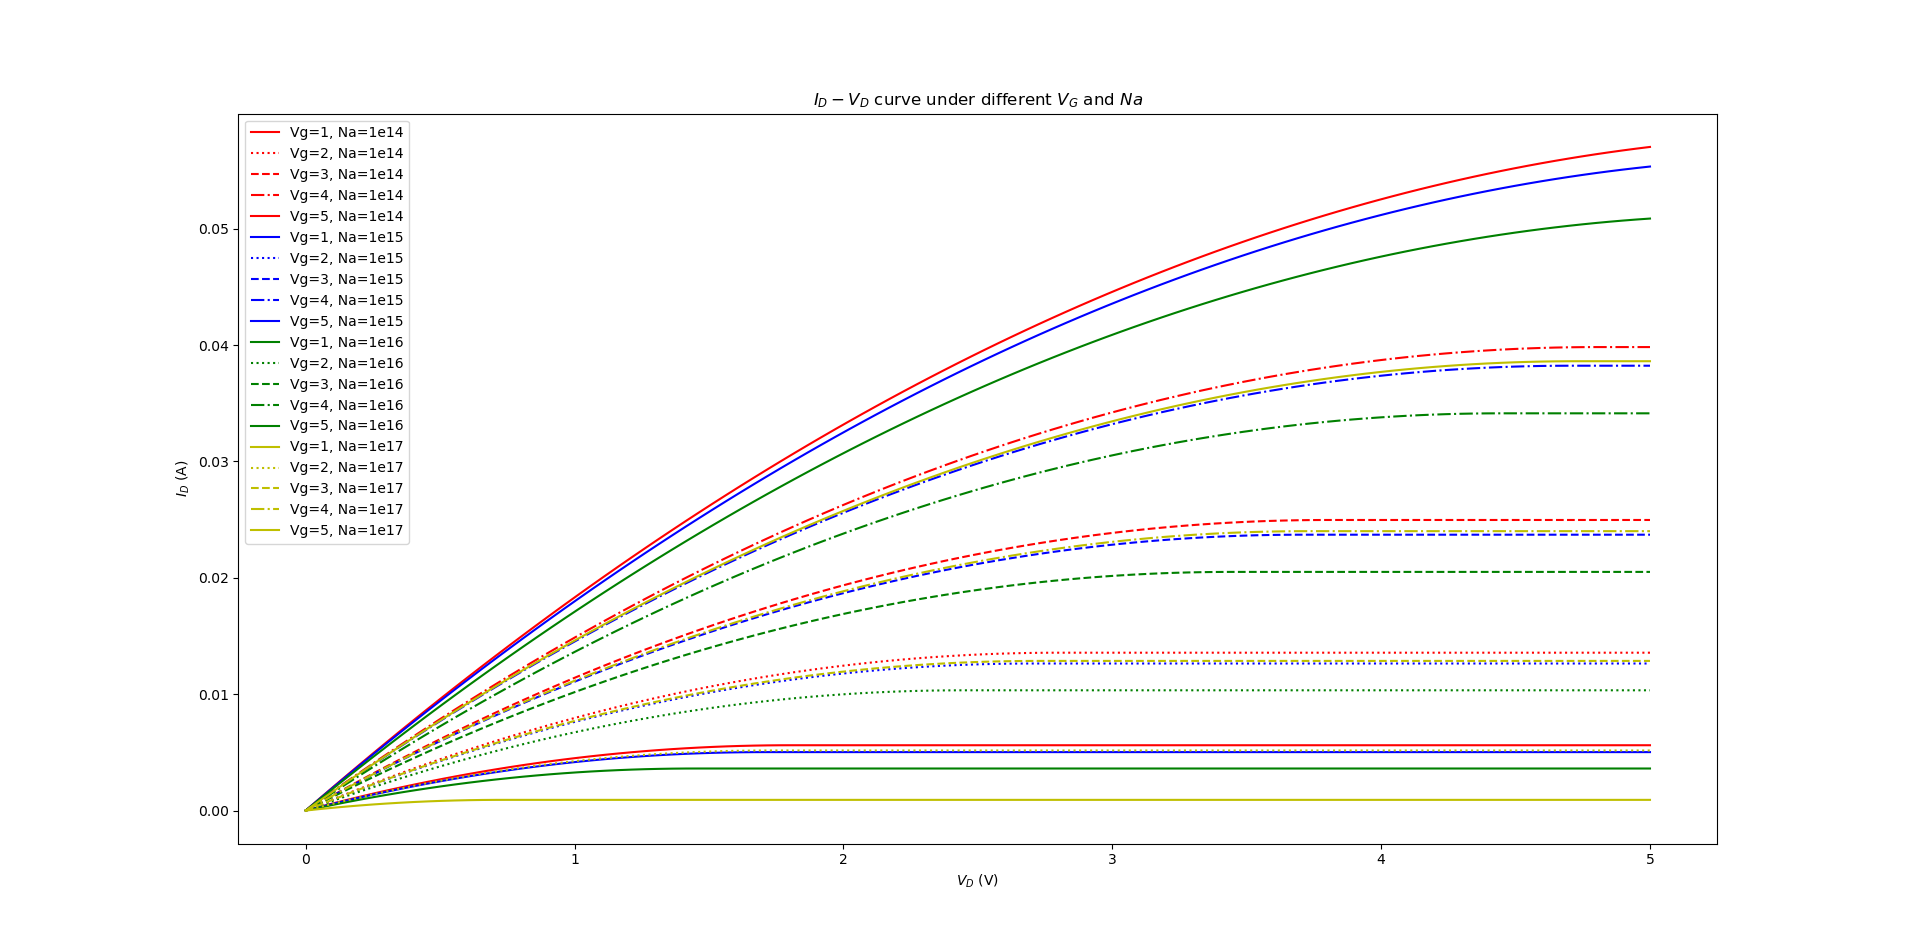 I_D − V_D curve under different V_G and Na
Vg=1, Na=1e14
Vg=2, Na=1e14
Vg=3, Na=1e14
Vg=4, Na=1e14
Vg=5, Na=1e14
Vg=1, Na=1e15
Vg=2, Na=1e15
Vg=3, Na=1e15
Vg=4, Na=1e15
Vg=5, Na=1e15
Vg=1, Na=1e16
Vg=2, Na=1e16
Vg=3, Na=1e16
Vg=4, Na=1e16
Vg=5, Na=1e16
Vg=1, Na=1e17
Vg=2, Na=1e17
Vg=3, Na=1e17
Vg=4, Na=1e17
Vg=5, Na=1e17
0.05
0.04
0.03
0.02
0.01
0.00
I_D (A)
0 1 2 3 4 5
V_D (V)